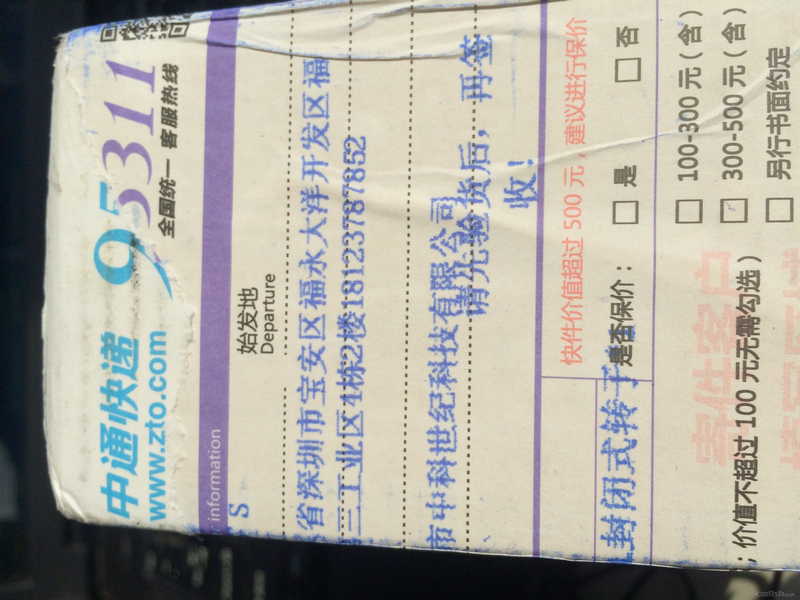 中通快递 95311
www.zto.com 全国统一 客服热线
information
S
始发地
Departure
省深圳市宝安区福永大洋开发区福
三工业区4栋2楼18123787852
市中科世纪科技有限公司
请先验货后，再签
收！
快件价值超过 500 元，建议进行保价
封闭式转子
是否保价： □ 是 □ 否
□ 100-300 元（含）
□ 300-500 元（含）
□ 另行书面约定
；价值不超过 100 元无需勾选）
寄件客户